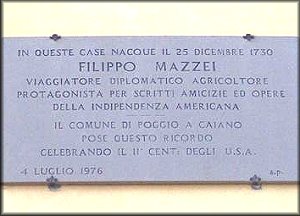 IN QUESTE CASE NACQUE IL 25 DICEMBRE 1730
FILIPPO MAZZEI
VIAGGIATORE DIPLOMATICO AGRICOLTORE
PROTAGONISTA PER SCRITTI AMICIZIE ED OPERE
DELLA INDIPENDENZA AMERICANA
IL COMUNE DI POGGIO A CAIANO
POSE QUESTO RICORDO
CELEBRANDO IL II° CENT. DEGLI U.S.A.
4 LUGLIO 1976 a.p.